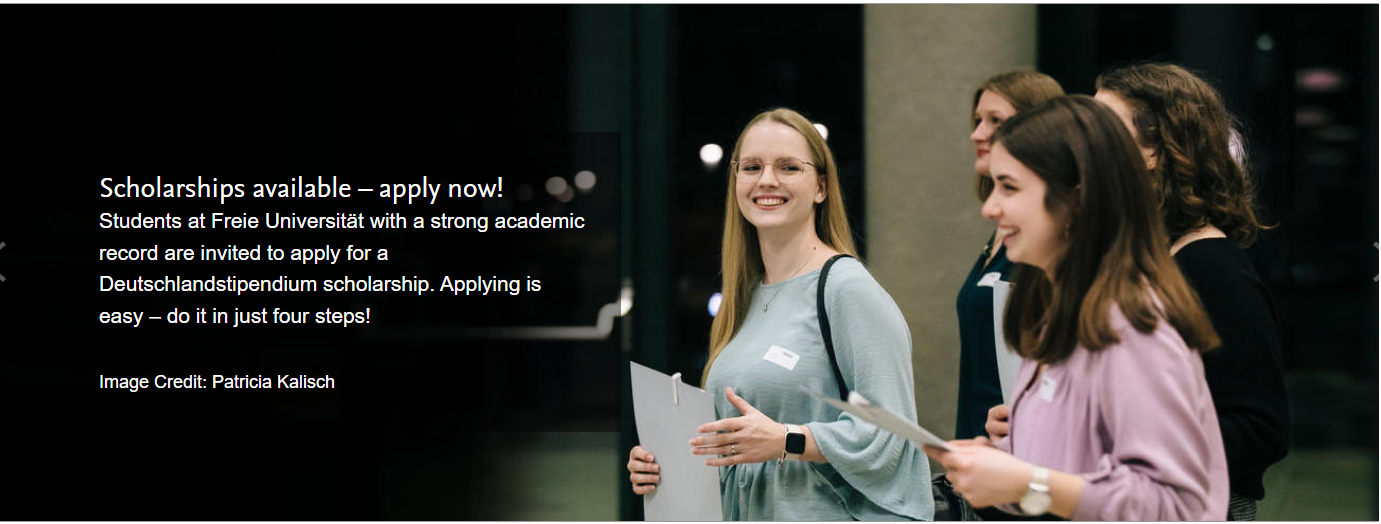 Scholarships available – apply now!
Students at Freie Universität with a strong academic
record are invited to apply for a
Deutschlandstipendium scholarship. Applying is
easy – do it in just four steps!
Image Credit: Patricia Kalisch